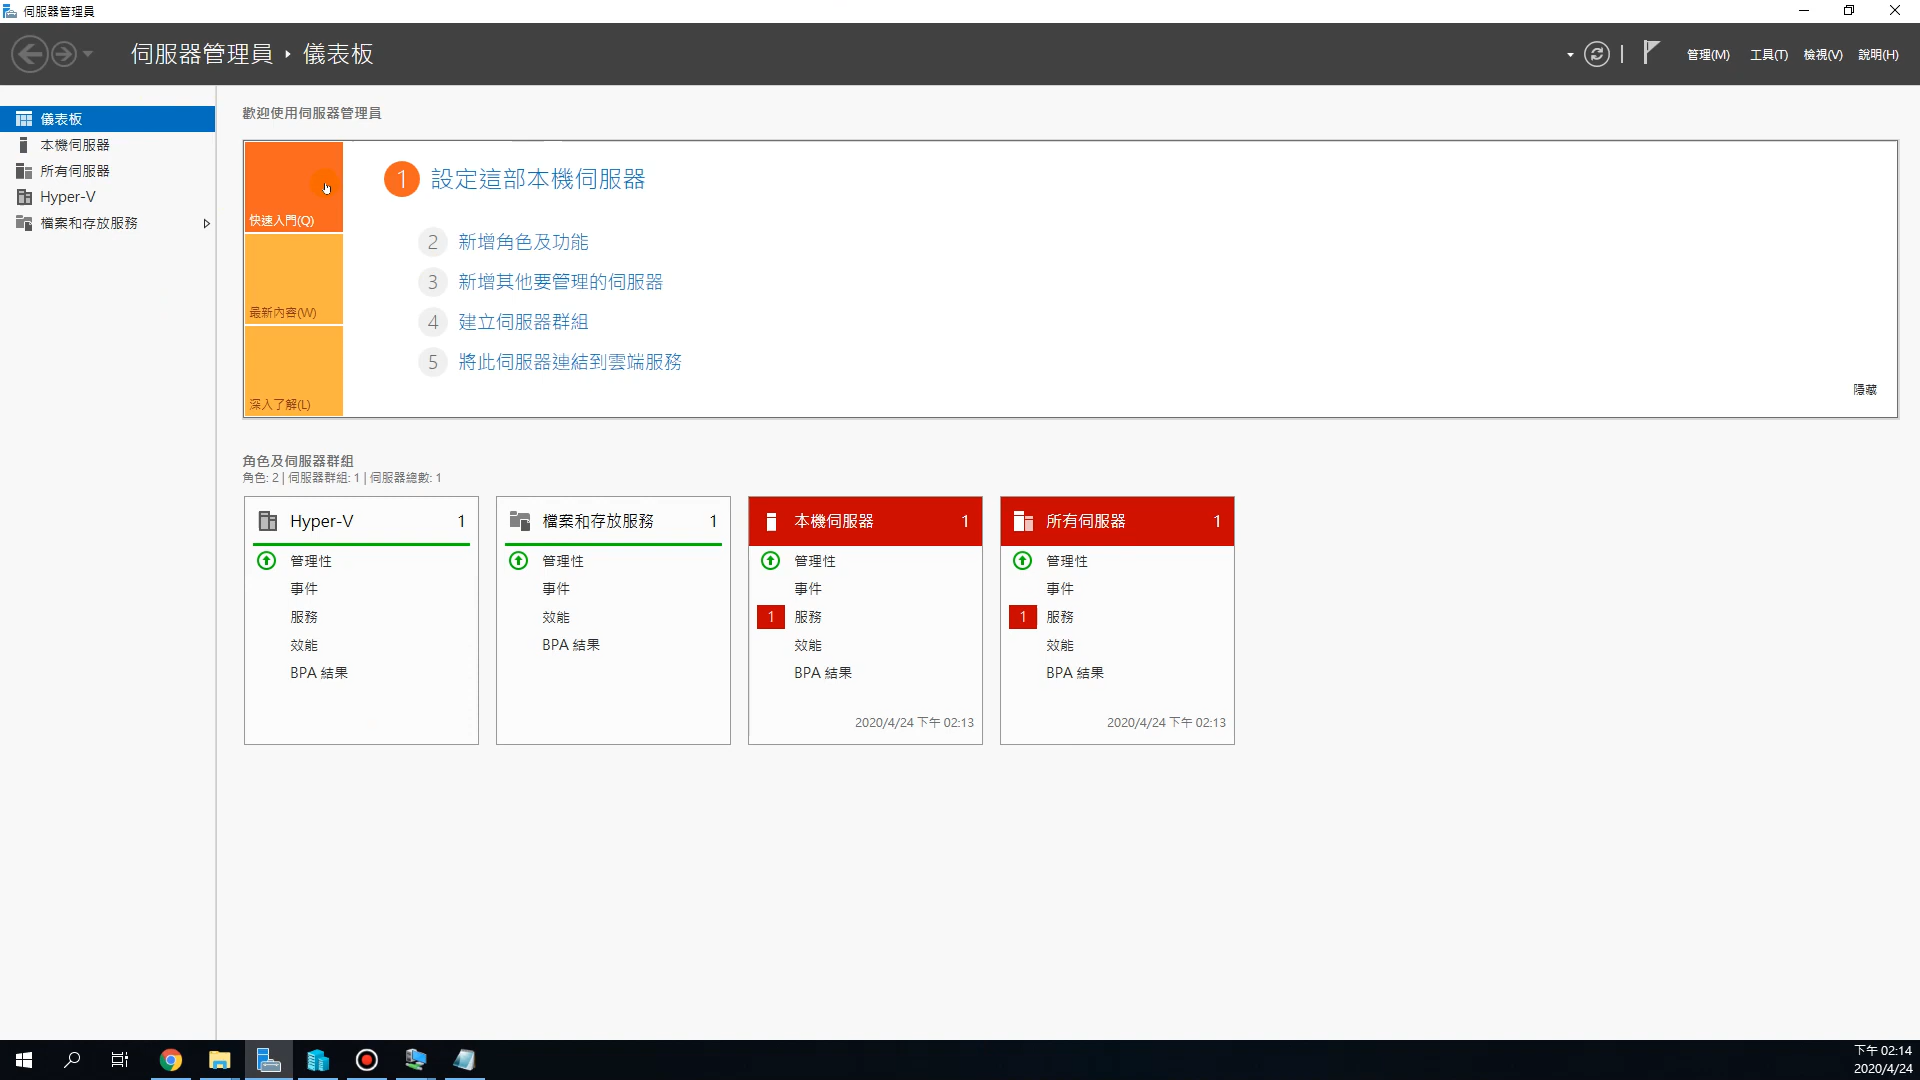 伺服器管理員
伺服器管理員 ‣ 儀表板
管理(M) 工具(T) 檢視(V) 說明(H)
儀表板
本機伺服器
所有伺服器
Hyper-V
檔案和存放服務
歡迎使用伺服器管理員
快速入門(Q)
最新內容(W)
深入了解(L)
1 設定這部本機伺服器
2 新增角色及功能
3 新增其他要管理的伺服器
4 建立伺服器群組
5 將此伺服器連結到雲端服務
隱藏
角色及伺服器群組
角色: 2 | 伺服器群組: 1 | 伺服器總數: 1
Hyper-V 1
管理性
事件
服務
效能
BPA 結果
檔案和存放服務 1
管理性
事件
效能
BPA 結果
本機伺服器 1
管理性
事件
1 服務
效能
BPA 結果
2020/4/24 下午 02:13
所有伺服器 1
管理性
事件
1 服務
效能
BPA 結果
2020/4/24 下午 02:13
下午 02:14
2020/4/24